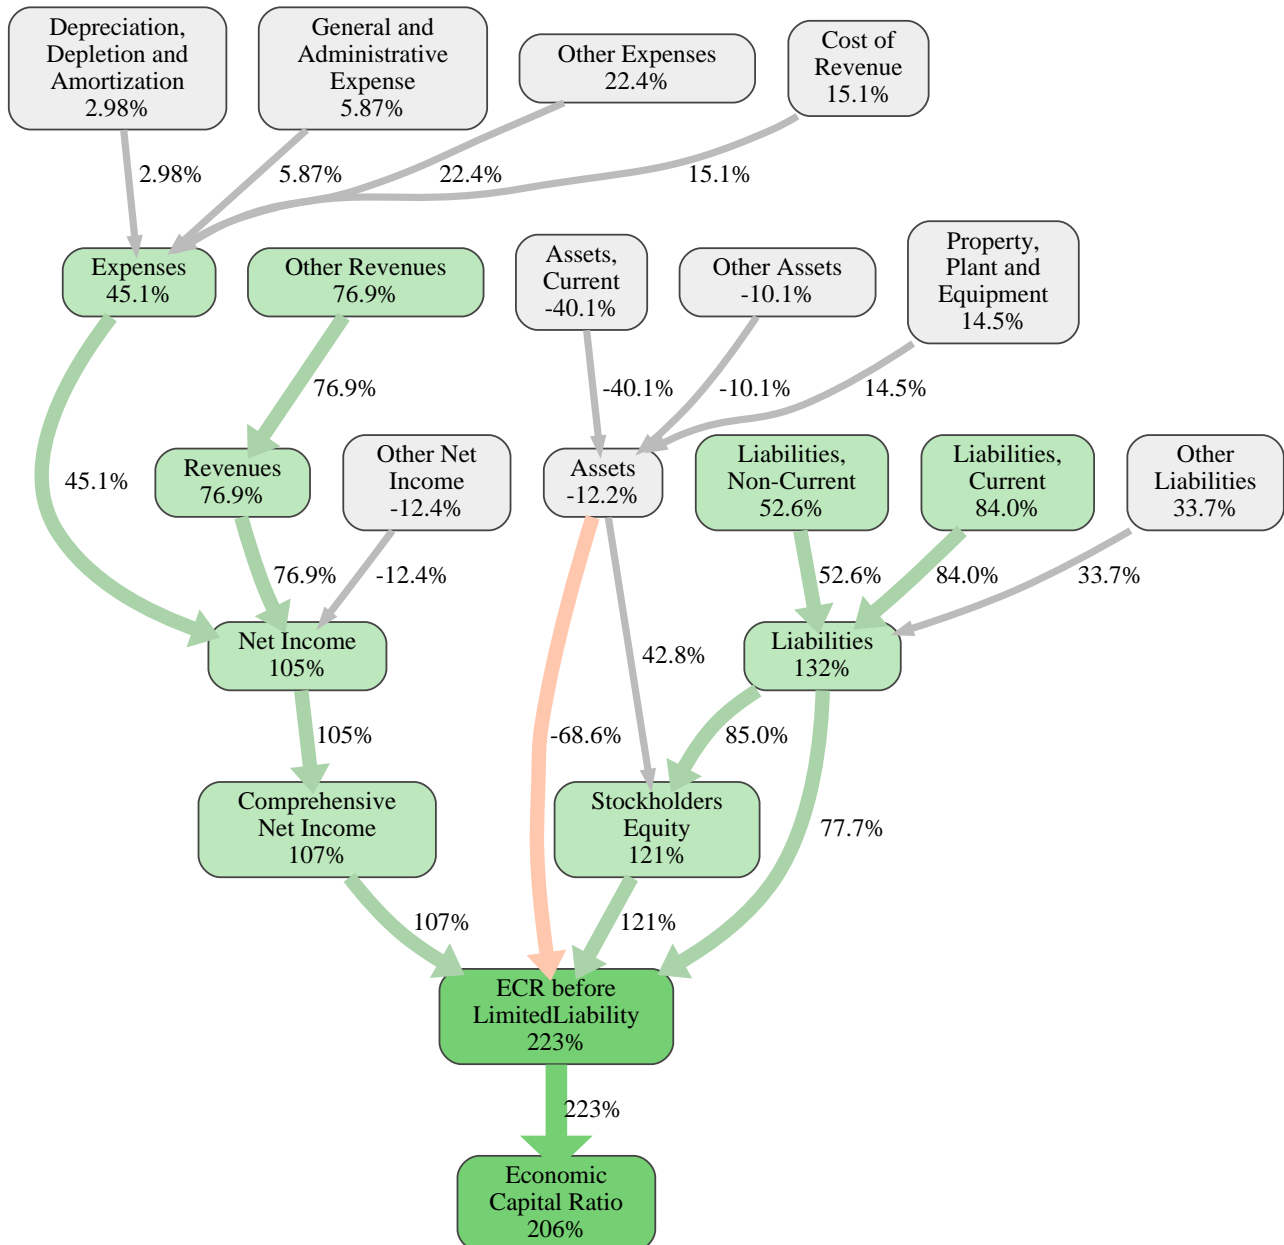 Depreciation,
Depletion and
Amortization
2.98%
General and
Administrative
Expense
5.87%
Other Expenses
22.4%
Cost of
Revenue
15.1%
2.98%
5.87%
22.4%
15.1%
Expenses
45.1%
Other Revenues
76.9%
Assets,
Current
-40.1%
Other Assets
-10.1%
Property,
Plant and
Equipment
14.5%
76.9%
-40.1%
-10.1%
14.5%
45.1%
Revenues
76.9%
Other Net
Income
-12.4%
Assets
-12.2%
Liabilities,
Non-Current
52.6%
Liabilities,
Current
84.0%
Other
Liabilities
33.7%
76.9%
-12.4%
52.6%
84.0%
33.7%
Net Income
105%
42.8%
Liabilities
132%
105%
-68.6%
85.0%
Comprehensive
Net Income
107%
Stockholders
Equity
121%
77.7%
107%
121%
ECR before
LimitedLiability
223%
223%
Economic
Capital Ratio
206%